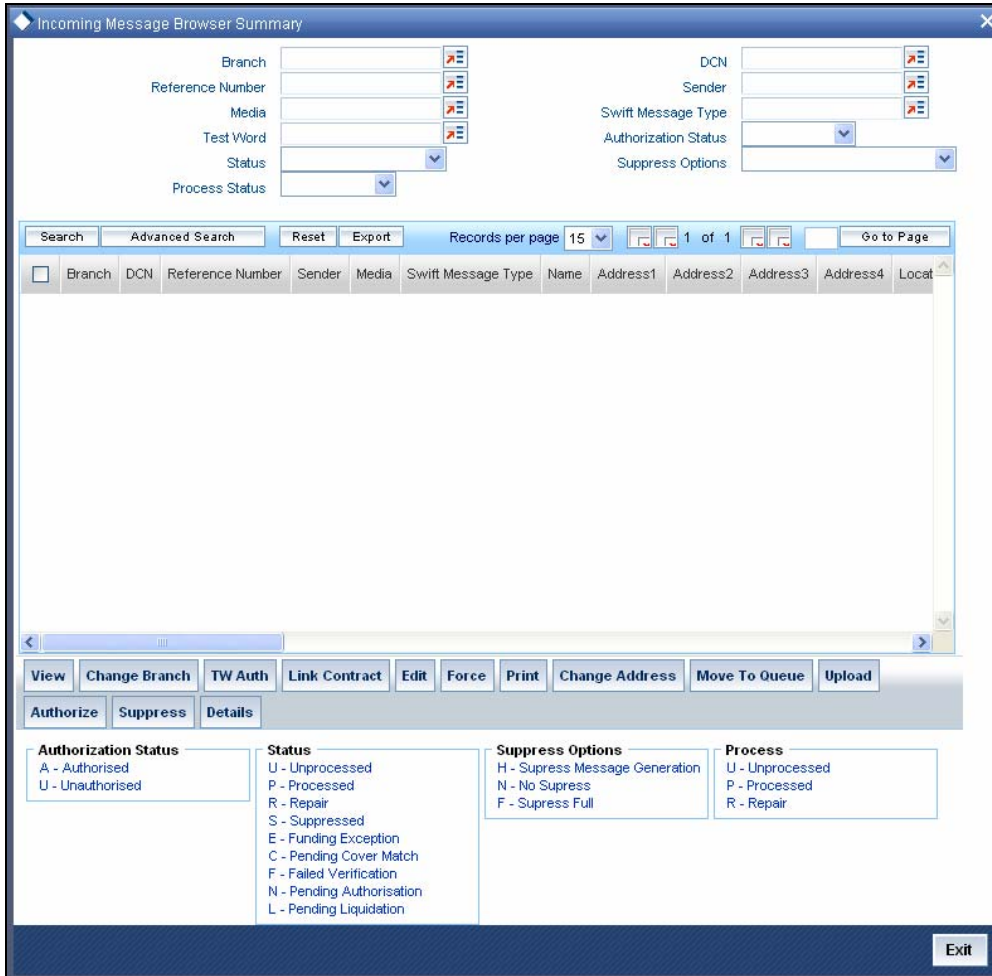 Incoming Message Browser Summary
Branch
DCN
Reference Number
Sender
Media
Swift Message Type
Test Word
Authorization Status
Status
Suppress Options
Process Status
Search Advanced Search Reset Export Records per page 15 1 of 1 Go to Page
Branch DCN Reference Number Sender Media Swift Message Type Name Address1 Address2 Address3 Address4 Locat
View Change Branch TW Auth Link Contract Edit Force Print Change Address Move To Queue Upload
Authorize Suppress Details
Authorization Status
A - Authorised
U - Unauthorised
Status
U - Unprocessed
P - Processed
R - Repair
S - Suppressed
E - Funding Exception
C - Pending Cover Match
F - Failed Verification
N - Pending Authorisation
L - Pending Liquidation
Suppress Options
H - Supress Message Generation
N - No Supress
F - Supress Full
Process
U - Unprocessed
P - Processed
R - Repair
Exit